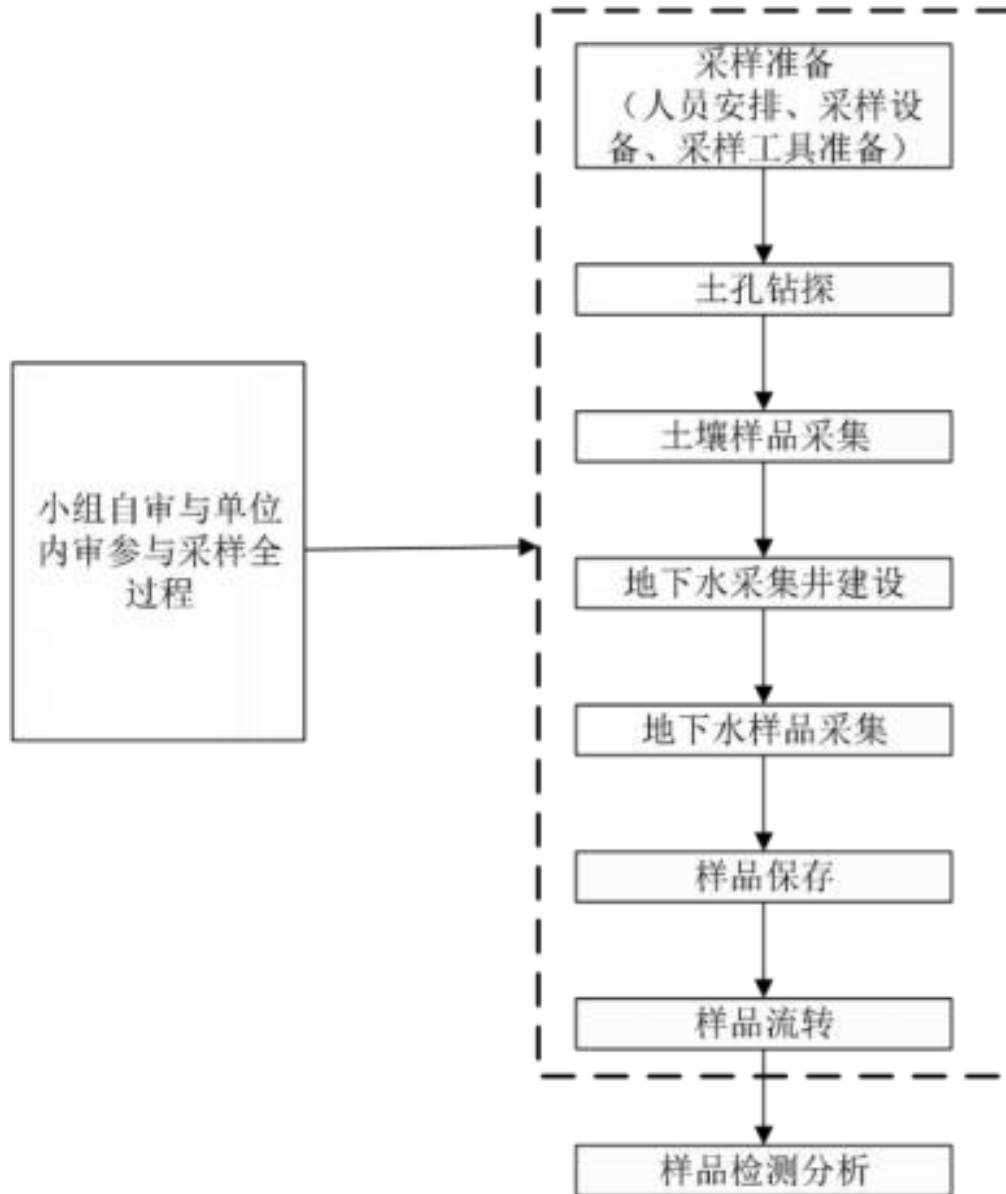 采样准备
（人员安排、采样设
备、采样工具准备）
土孔钻探
土壤样品采集
小组自审与单位
内审参与采样全
过程
地下水采集井建设
地下水样品采集
样品保存
样品流转
样品检测分析